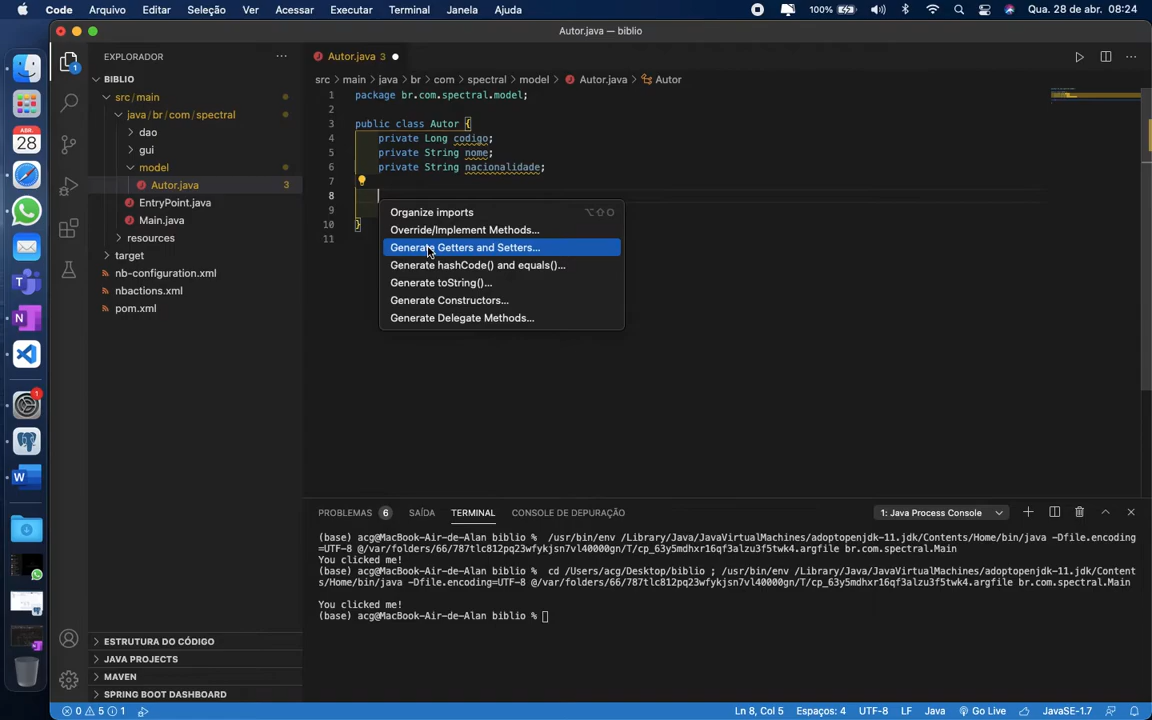 Code Arquivo Editar Seleção Ver Acessar Executar Terminal Janela Ajuda 100% Qua. 28 de abr. 08:24
Autor.java — biblio
EXPLORADOR
BIBLIO
src/main
java/br/com/spectral
dao
gui
model
Autor.java 3
EntryPoint.java
Main.java
resources
target
nb-configuration.xml
nbactions.xml
pom.xml
ESTRUTURA DO CÓDIGO
JAVA PROJECTS
MAVEN
SPRING BOOT DASHBOARD
Autor.java 3
src > main > java > br > com > spectral > model > Autor.java > Autor
1 package br.com.spectral.model;
2
3 public class Autor {
4 private Long codigo;
5 private String nome;
6 private String nacionalidade;
7
8
9
10 }
11
Organize imports ⌥⇧O
Override/Implement Methods...
Generate Getters and Setters...
Generate hashCode() and equals()...
Generate toString()...
Generate Constructors...
Generate Delegate Methods...
PROBLEMAS 6 SAÍDA TERMINAL CONSOLE DE DEPURAÇÃO 1: Java Process Console
(base) acg@MacBook-Air-de-Alan biblio % /usr/bin/env /Library/Java/JavaVirtualMachines/adoptopenjdk-11.jdk/Contents/Home/bin/java -Dfile.encoding
=UTF-8 @/var/folders/66/787tlc812pq23wfykjsn7vl40000gn/T/cp_63y5mdhxr16qf3alzu3f5twk4.argfile br.com.spectral.Main
You clicked me!
(base) acg@MacBook-Air-de-Alan biblio % cd /Users/acg/Desktop/biblio ; /usr/bin/env /Library/Java/JavaVirtualMachines/adoptopenjdk-11.jdk/Content
s/Home/bin/java -Dfile.encoding=UTF-8 @/var/folders/66/787tlc812pq23wfykjsn7vl40000gn/T/cp_63y5mdhxr16qf3alzu3f5twk4.argfile br.com.spectral.Main
You clicked me!
(base) acg@MacBook-Air-de-Alan biblio %
0 5 1 Ln 8, Col 5 Espaços: 4 UTF-8 LF Java Go Live JavaSE-1.7
ABR.
28
1
1